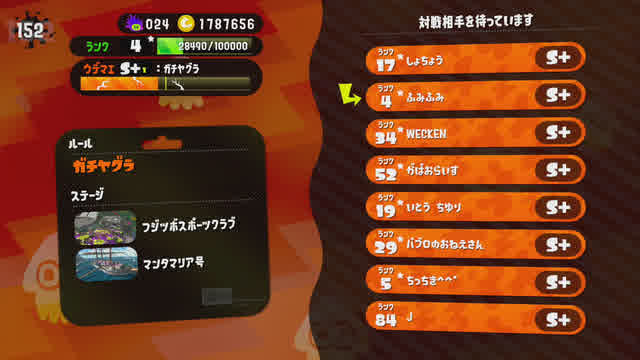 152
024 1787656
ランク 4* 28490/100000
ウデマエ S+1 : ガチヤグラ
ルール
ガチヤグラ
ステージ
フジツボスポーツクラブ
マンタマリア号
対戦相手を待っています
ランク 17* しょちょう S+
ランク 4* ふみふみ S+
ランク 34* WECKEN S+
ランク 52* がぱおらいす S+
ランク 19* いとう ちゆり S+
ランク 29* パブロのおねえさん S+
ランク 5* ちっちき^^* S+
ランク 84 J S+